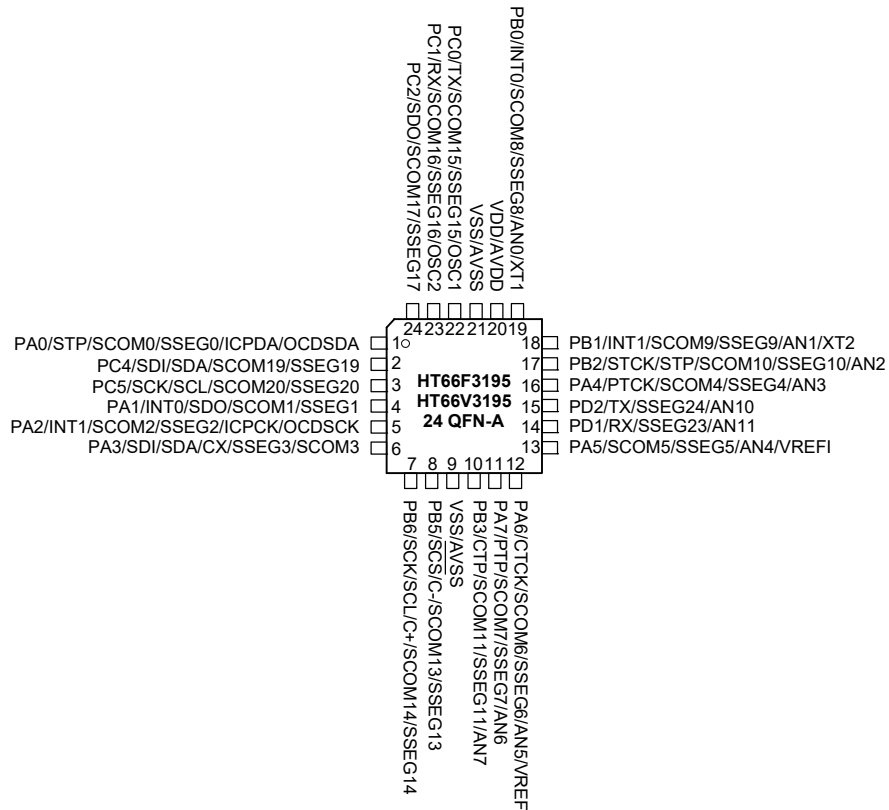 PC2/SDO/SCOM17/SSEG17
PC1/RX/SCOM16/SSEG16/OSC2
PC0/TX/SCOM15/SSEG15/OSC1
VSS/AVSS
VDD/AVDD
PB0/INT0/SCOM8/SSEG8/AN0/XT1
24 23 22 21 20 19
PA0/STP/SCOM0/SSEG0/ICPDA/OCDSDA 1
18 PB1/INT1/SCOM9/SSEG9/AN1/XT2
PC4/SDI/SDA/SCOM19/SSEG19 2
17 PB2/STCK/STP/SCOM10/SSEG10/AN2
PC5/SCK/SCL/SCOM20/SSEG20 3
HT66F3195
16 PA4/PTCK/SCOM4/SSEG4/AN3
PA1/INT0/SDO/SCOM1/SSEG1 4
HT66V3195
15 PD2/TX/SSEG24/AN10
PA2/INT1/SCOM2/SSEG2/ICPCK/OCDSCK 5
24 QFN-A
14 PD1/RX/SSEG23/AN11
PA3/SDI/SDA/CX/SSEG3/SCOM3 6
13 PA5/SCOM5/SSEG5/AN4/VREFI
7 8 9 10 11 12
PB6/SCK/SCL/C+/SCOM14/SSEG14
PB5/SCS/C-/SCOM13/SSEG13
VSS/AVSS
PB3/CTP/SCOM11/SSEG11/AN7
PA7/PTP/SCOM7/SSEG7/AN6
PA6/CTCK/SCOM6/SSEG6/AN5/VREF